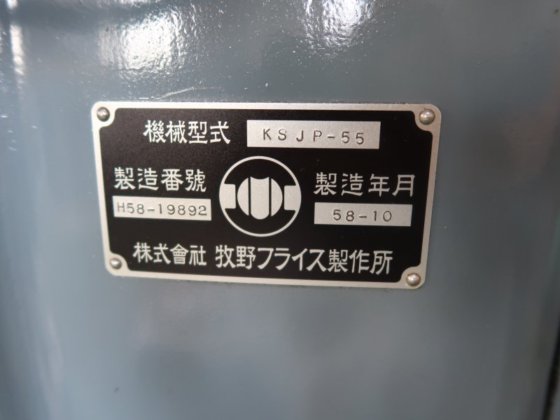 機械型式 KSJP-55
製造番號 製造年月
H58-19892 58-10
株式會社 牧野フライス製作所